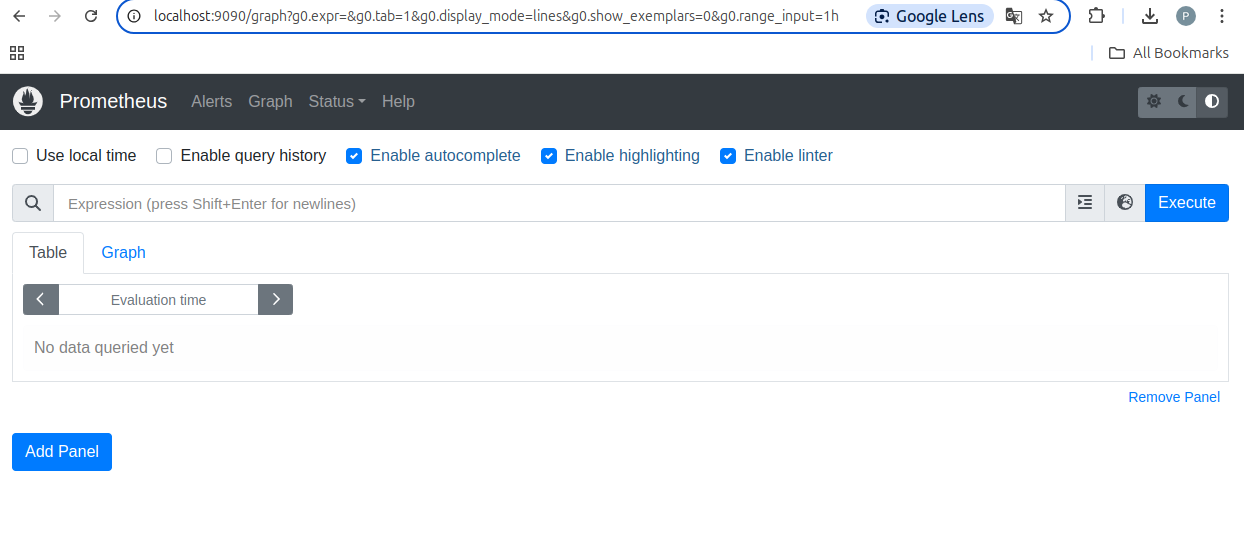 localhost:9090/graph?g0.expr=&g0.tab=1&g0.display_mode=lines&g0.show_exemplars=0&g0.range_input=1h Google Lens P
All Bookmarks
Prometheus Alerts Graph Status Help
Use local time Enable query history Enable autocomplete Enable highlighting Enable linter
Expression (press Shift+Enter for newlines) Execute
Table Graph
Evaluation time
No data queried yet
Remove Panel
Add Panel